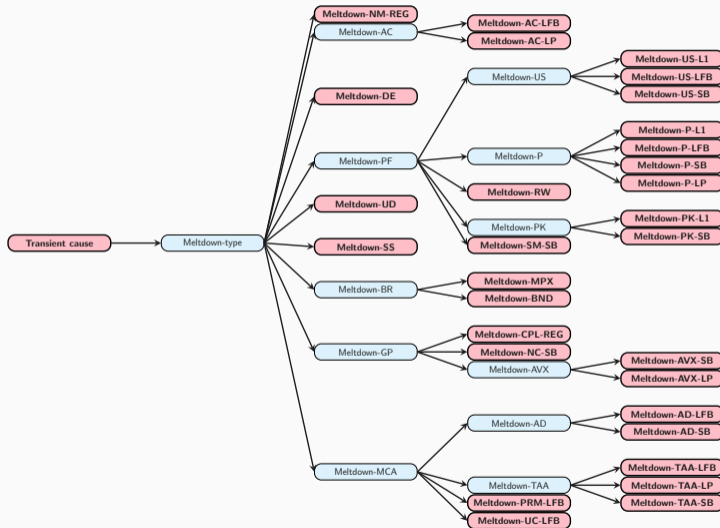 Transient cause
Meltdown-type
Meltdown-NM-REG
Meltdown-AC
Meltdown-AC-LFB
Meltdown-AC-LP
Meltdown-DE
Meltdown-PF
Meltdown-US
Meltdown-US-L1
Meltdown-US-LFB
Meltdown-US-SB
Meltdown-P
Meltdown-P-L1
Meltdown-P-LFB
Meltdown-P-SB
Meltdown-P-LP
Meltdown-RW
Meltdown-PK
Meltdown-PK-L1
Meltdown-PK-SB
Meltdown-SM-SB
Meltdown-UD
Meltdown-SS
Meltdown-BR
Meltdown-MPX
Meltdown-BND
Meltdown-GP
Meltdown-CPL-REG
Meltdown-NC-SB
Meltdown-AVX
Meltdown-AVX-SB
Meltdown-AVX-LP
Meltdown-MCA
Meltdown-AD
Meltdown-AD-LFB
Meltdown-AD-SB
Meltdown-TAA
Meltdown-TAA-LFB
Meltdown-TAA-LP
Meltdown-TAA-SB
Meltdown-PRM-LFB
Meltdown-UC-LFB